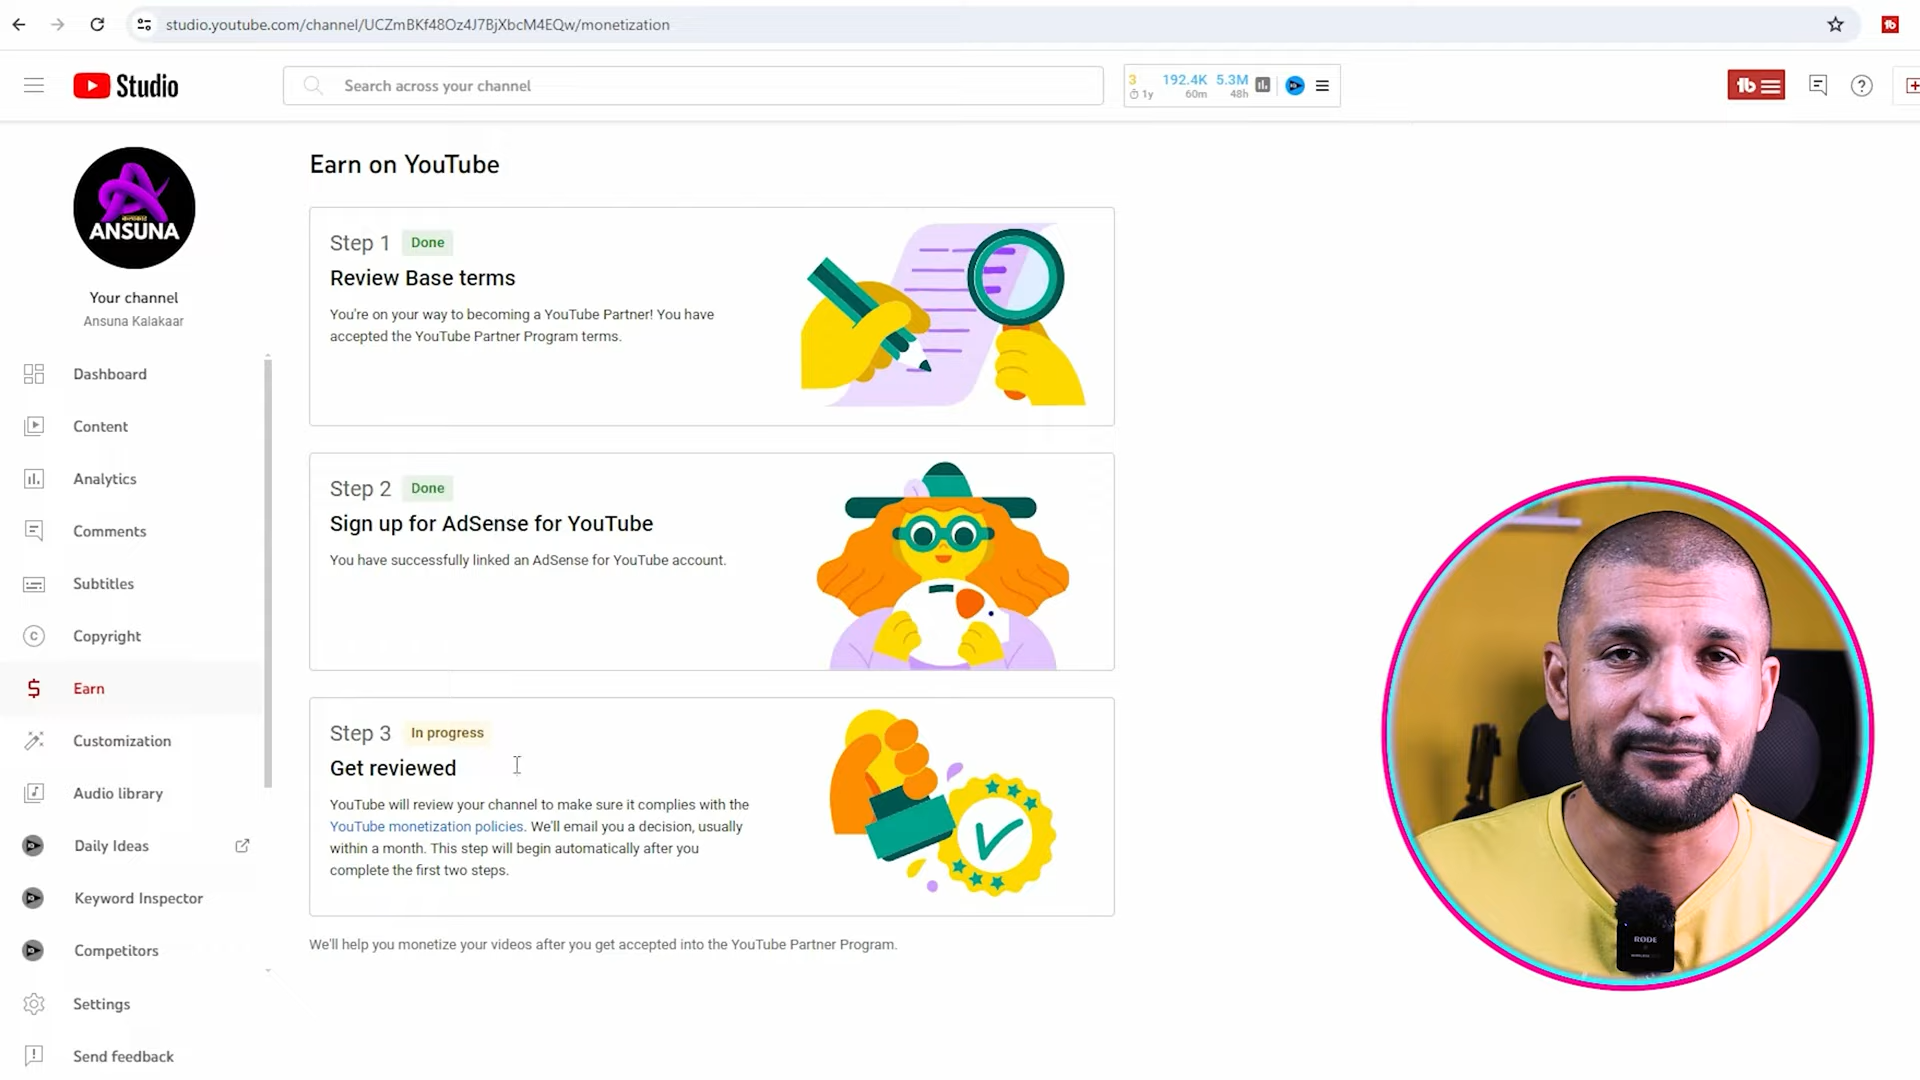 studio.youtube.com/channel/UCZmBKf48Oz4J7BjXbcM4EQw/monetization
Studio
Search across your channel
3 192.4K 5.3M
1y 60m 48h
tb
कलाकार
ANSUNA
Your channel
Ansuna Kalakaar
Dashboard
Content
Analytics
Comments
Subtitles
Copyright
Earn
Customization
Audio library
Daily Ideas
Keyword Inspector
Competitors
Settings
Send feedback
Earn on YouTube
Step 1 Done
Review Base terms
You're on your way to becoming a YouTube Partner! You have
accepted the YouTube Partner Program terms.
Step 2 Done
Sign up for AdSense for YouTube
You have successfully linked an AdSense for YouTube account.
Step 3 In progress
Get reviewed
YouTube will review your channel to make sure it complies with the
YouTube monetization policies. We'll email you a decision, usually
within a month. This step will begin automatically after you
complete the first two steps.
We'll help you monetize your videos after you get accepted into the YouTube Partner Program.
RODE